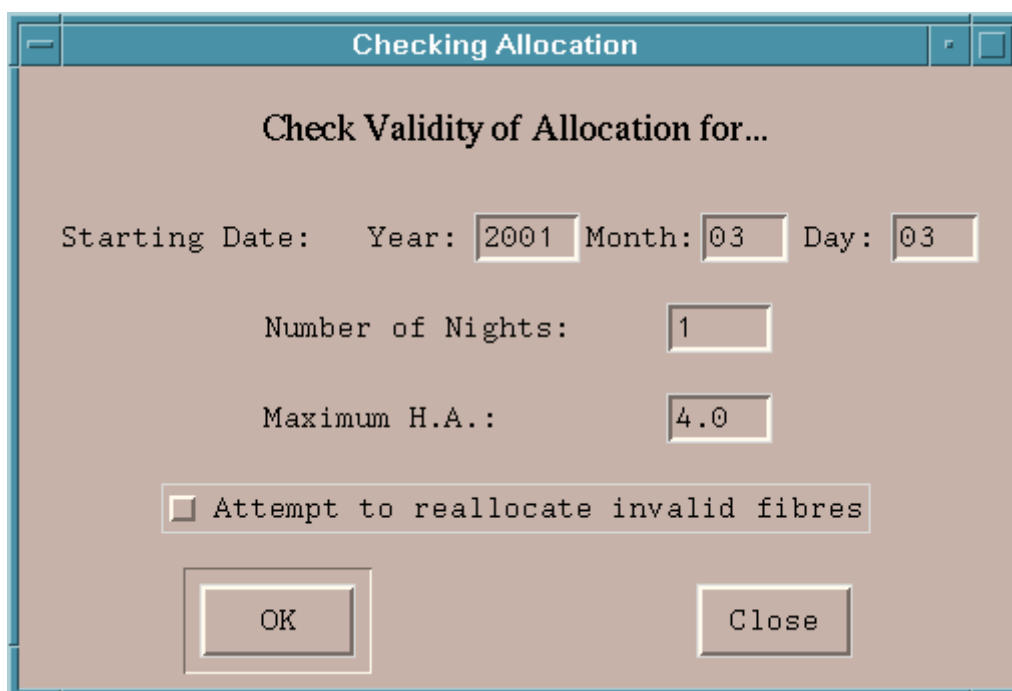 Checking Allocation
Check Validity of Allocation for...
Starting Date: Year: 2001 Month: 03 Day: 03
Number of Nights: 1
Maximum H.A.: 4.0
Attempt to reallocate invalid fibres
OK Close